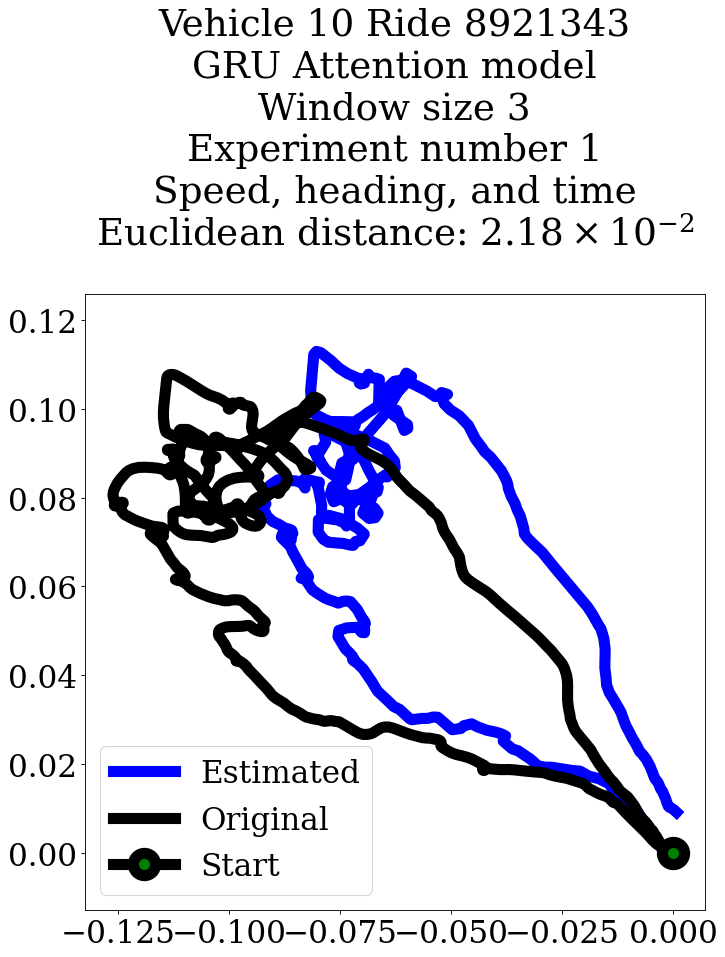 Vehicle 10 Ride 8921343
GRU Attention model
Window size 3
Experiment number 1
Speed, heading, and time
Euclidean distance: 2.18 × 10⁻²
0.12
0.10
0.08
0.06
0.04
0.02
0.00
Estimated
Original
Start
−0.125 −0.100 −0.075 −0.050 −0.025 0.000